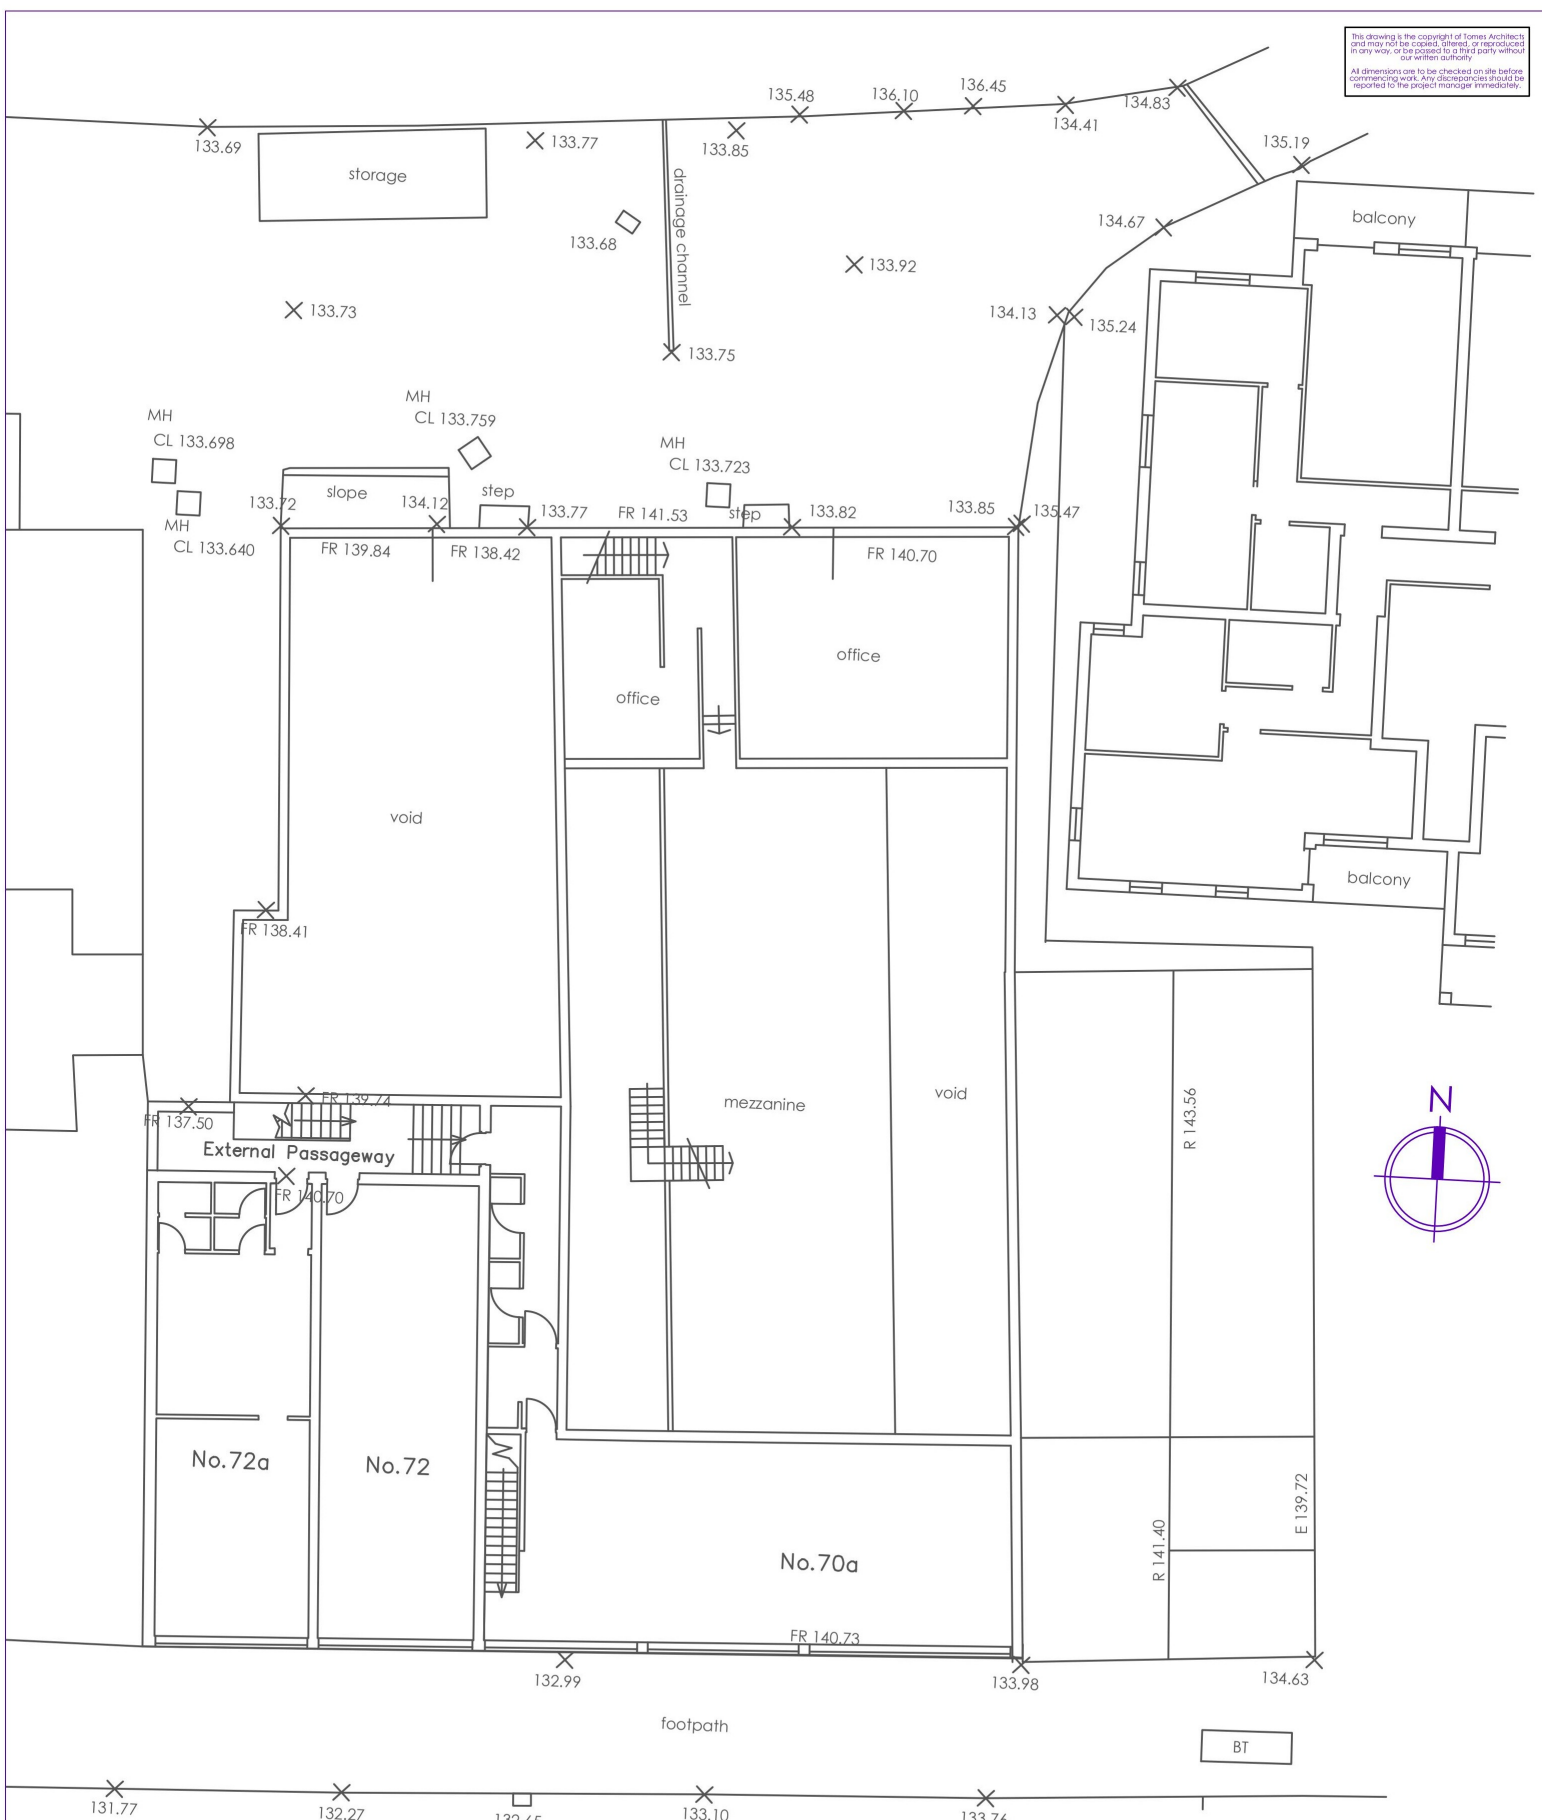 This drawing is the copyright of Tomes Architects
and may not be copied, altered, or reproduced
in any way, or be passed to a third party without
our written authority
All dimensions are to be checked on site before
commencing work. Any discrepancies should be
reported to the project manager immediately.
136.45
135.48
136.10
134.83
134.41
133.69
133.77
133.85
135.19
storage
drainage channel
134.67
balcony
133.68
133.92
133.73
134.13
135.24
133.75
MH
CL 133.759
MH
CL 133.698
MH
CL 133.723
slope
step
133.72
134.12
133.77
FR 141.53
step
133.82
133.85
135.47
MH
CL 133.640
FR 139.84
FR 138.42
FR 140.70
office
office
void
balcony
FR 138.41
void
mezzanine
R 143.56
N
FR 139.74
FR 137.50
External Passageway
FR 140.70
No.72a
No.72
E 139.72
R 141.40
No.70a
FR 140.73
132.99
133.98
134.63
footpath
BT
131.77
132.27
133.10